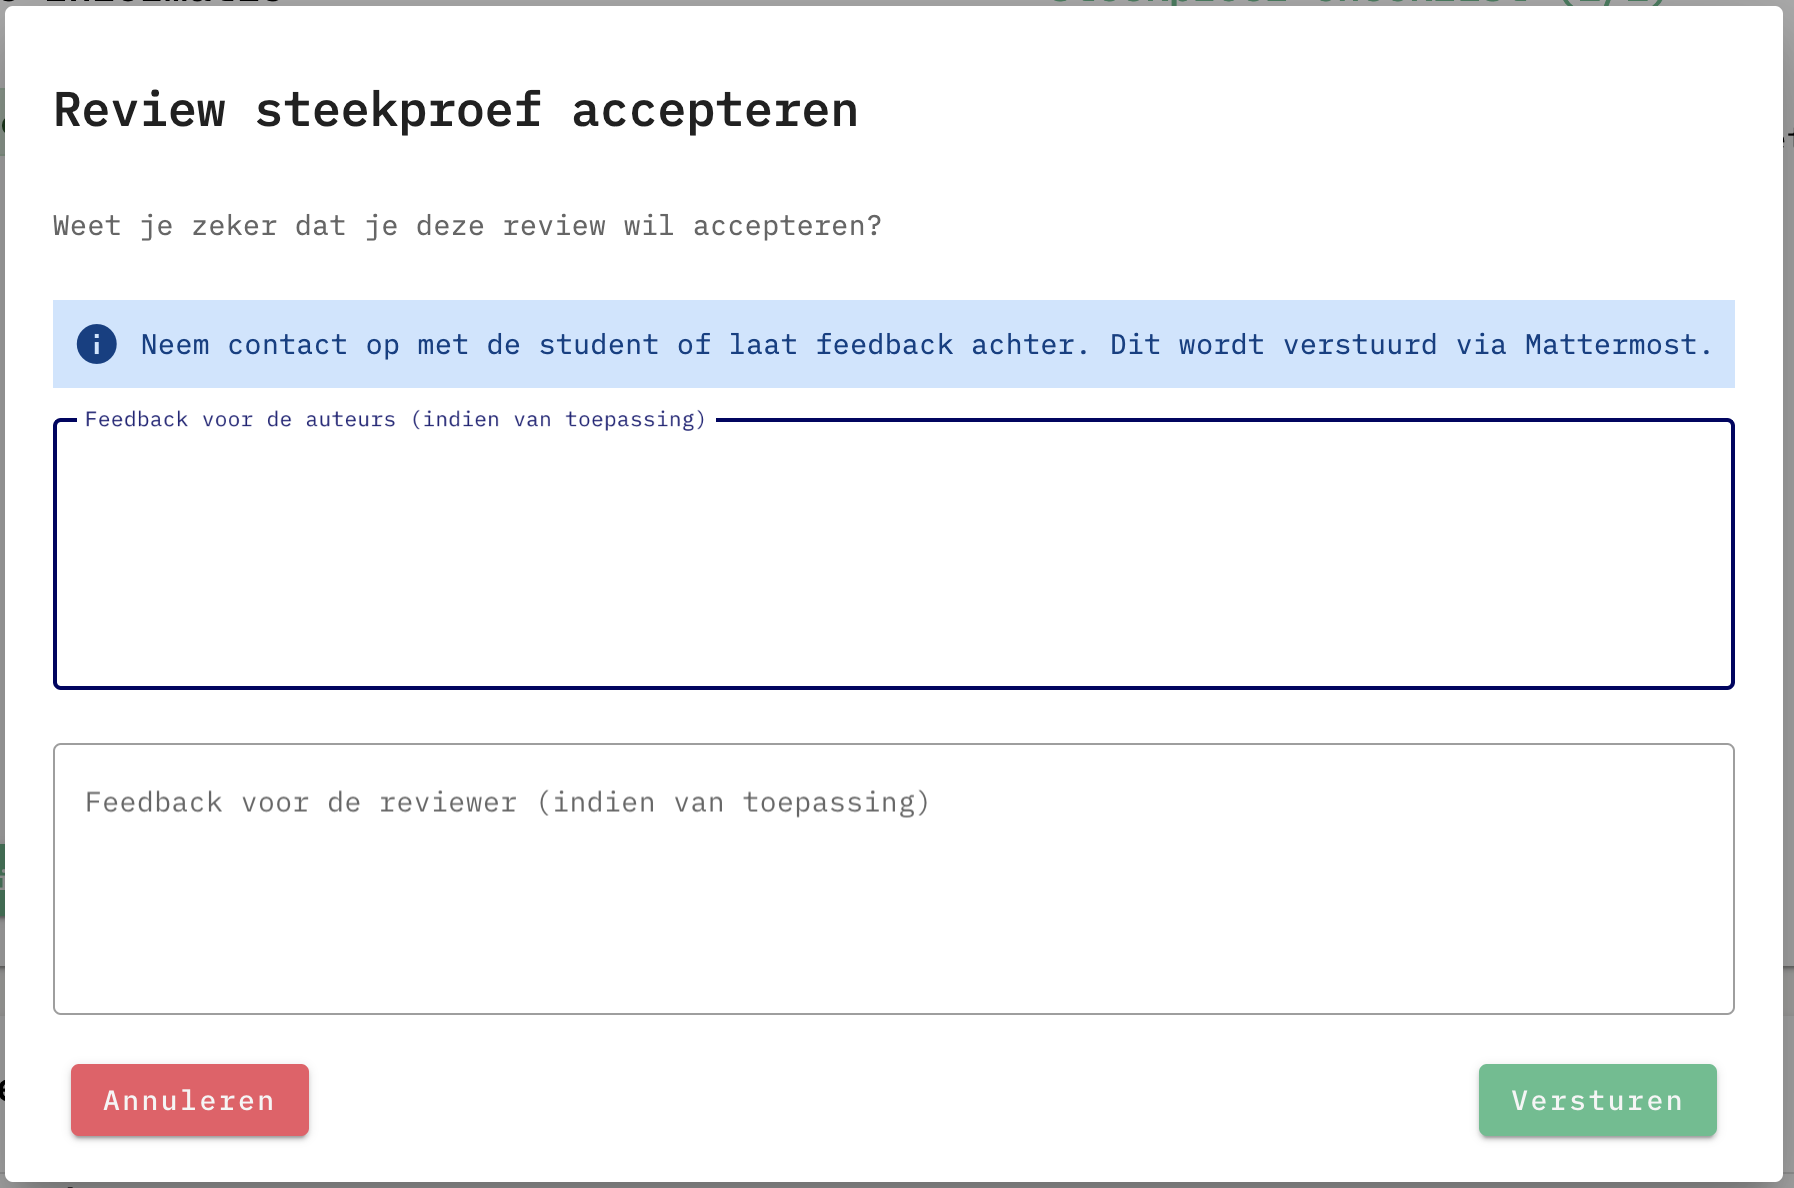 Review steekproef accepteren
Weet je zeker dat je deze review wil accepteren?
Neem contact op met de student of laat feedback achter. Dit wordt verstuurd via Mattermost.
Feedback voor de auteurs (indien van toepassing)
Feedback voor de reviewer (indien van toepassing)
Annuleren
Versturen